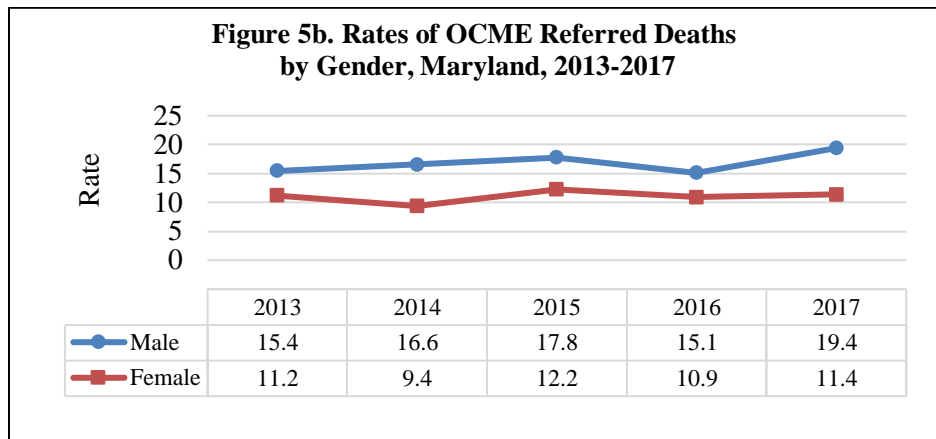 Figure 5b. Rates of OCME Referred Deaths
by Gender, Maryland, 2013-2017
25
20
15
10
5
0
Rate
2013 2014 2015 2016 2017
Male 15.4 16.6 17.8 15.1 19.4
Female 11.2 9.4 12.2 10.9 11.4